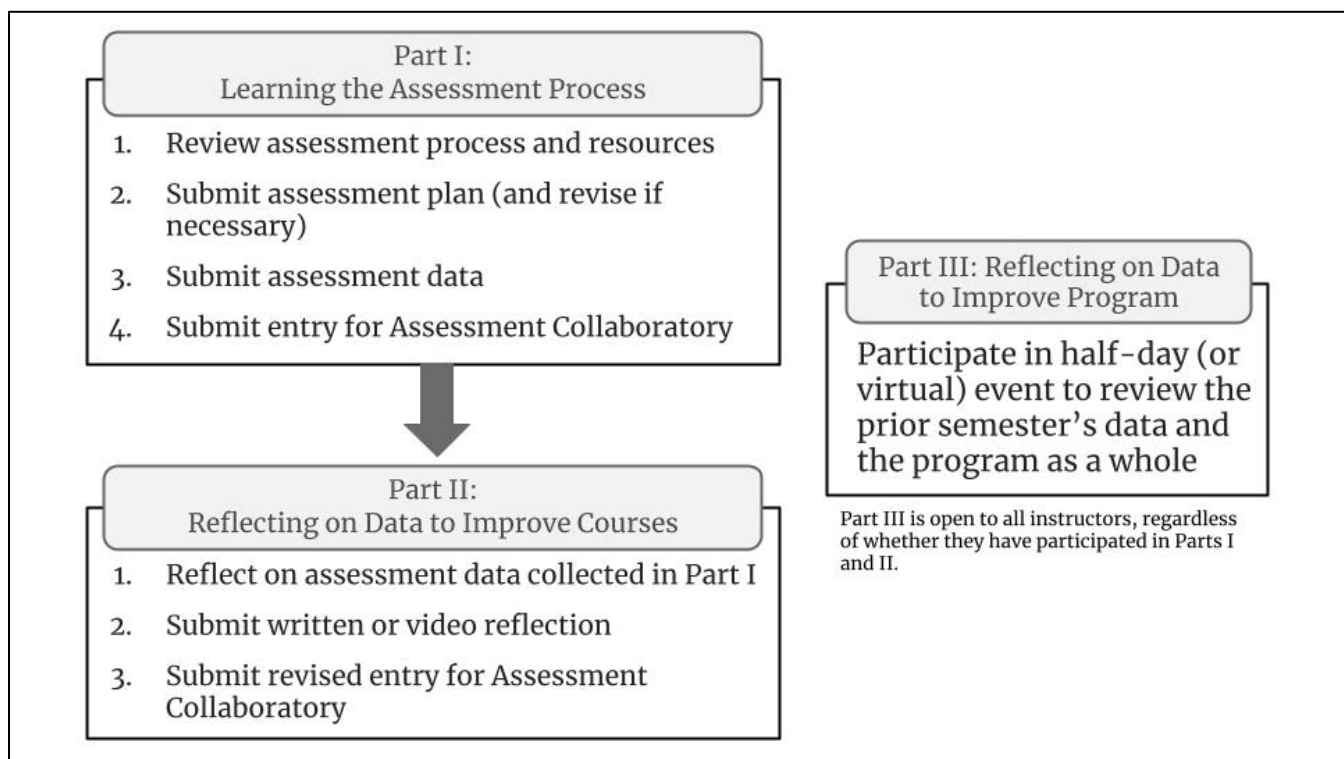 Part I:
Learning the Assessment Process
1. Review assessment process and resources
2. Submit assessment plan (and revise if
necessary)
3. Submit assessment data
4. Submit entry for Assessment Collaboratory
Part II:
Reflecting on Data to Improve Courses
1. Reflect on assessment data collected in Part I
2. Submit written or video reflection
3. Submit revised entry for Assessment
Collaboratory
Part III: Reflecting on Data
to Improve Program
Participate in half-day (or
virtual) event to review the
prior semester’s data and
the program as a whole
Part III is open to all instructors, regardless
of whether they have participated in Parts I
and II.